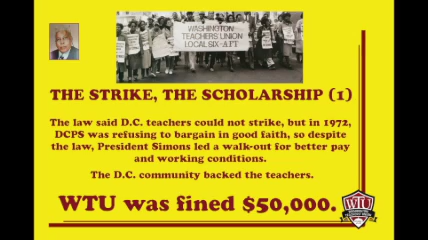 WASHINGTON
TEACHERS UNION
LOCAL SIX-AFT
THE STRIKE, THE SCHOLARSHIP (1)
The law said D.C. teachers could not strike, but in 1972,
DCPS was refusing to bargain in good faith, so despite
the law, President Simons led a walk-out for better pay
and working conditions.
The D.C. community backed the teachers.
WTU was fined $50,000.
WTU